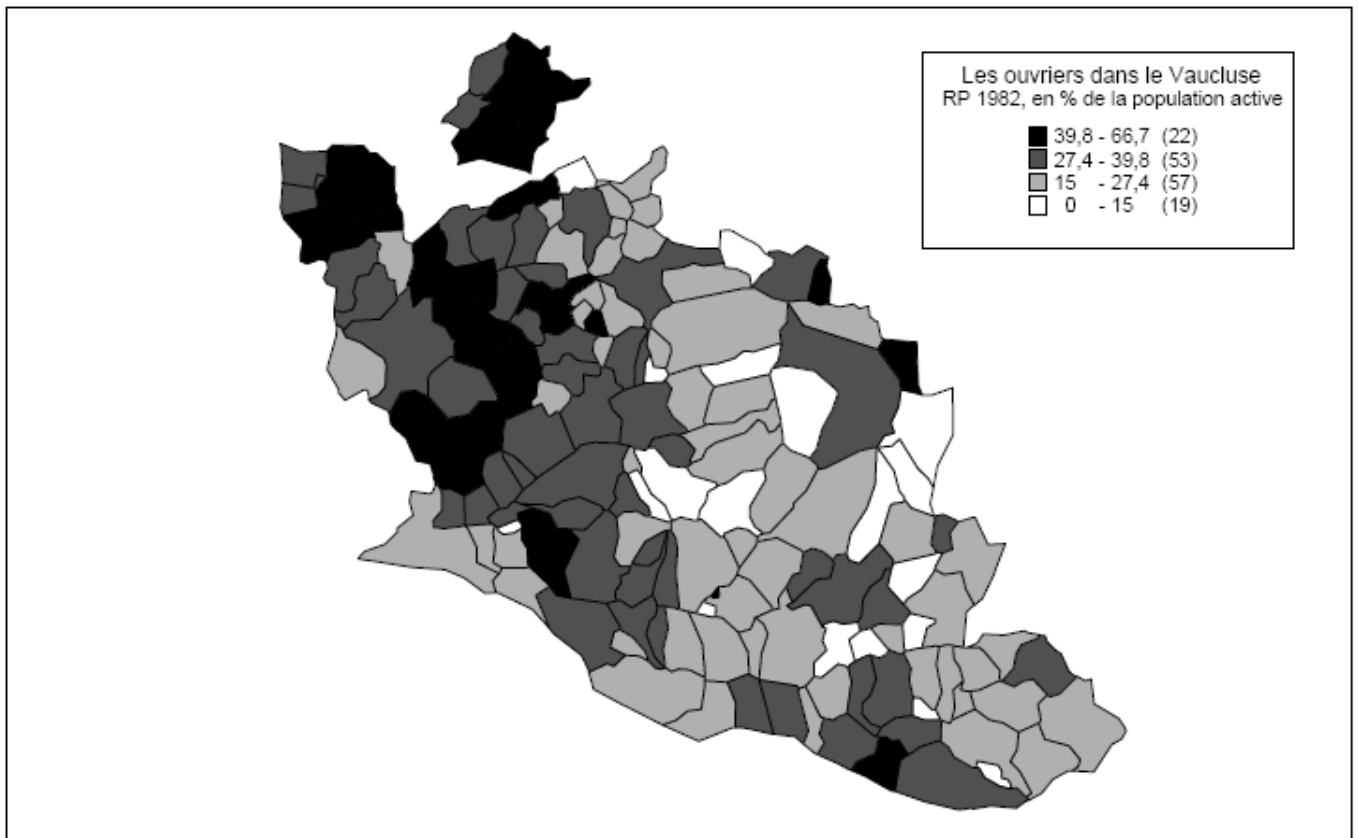 Les ouvriers dans le Vaucluse
RP 1982, en % de la population active
39,8 - 66,7 (22)
27,4 - 39,8 (53)
15 - 27,4 (57)
0 - 15 (19)